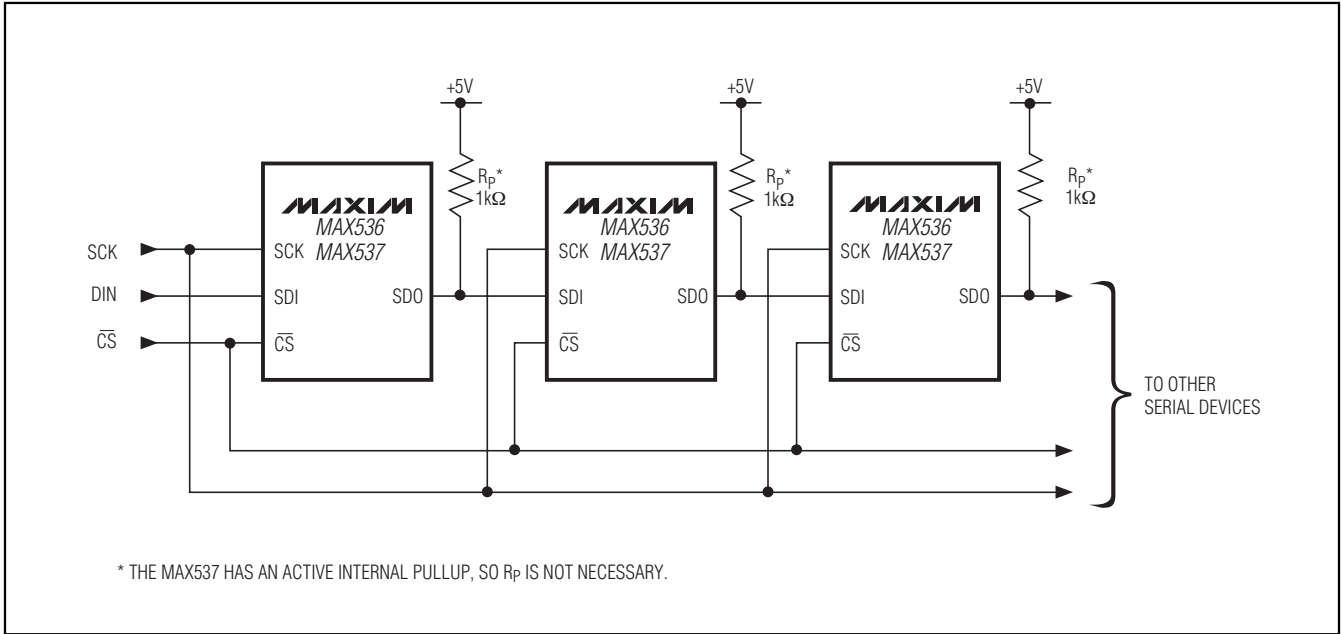 +5V
+5V
+5V
RP*
1kΩ
RP*
1kΩ
RP*
1kΩ
MAXIM
MAX536
MAX537
MAXIM
MAX536
MAX537
MAXIM
MAX536
MAX537
SCK
SCK
SCK
SCK
DIN
SDI
SDO
SDI
SDO
SDI
SDO
CS
CS
CS
CS
TO OTHER
SERIAL DEVICES
* THE MAX537 HAS AN ACTIVE INTERNAL PULLUP, SO RP IS NOT NECESSARY.